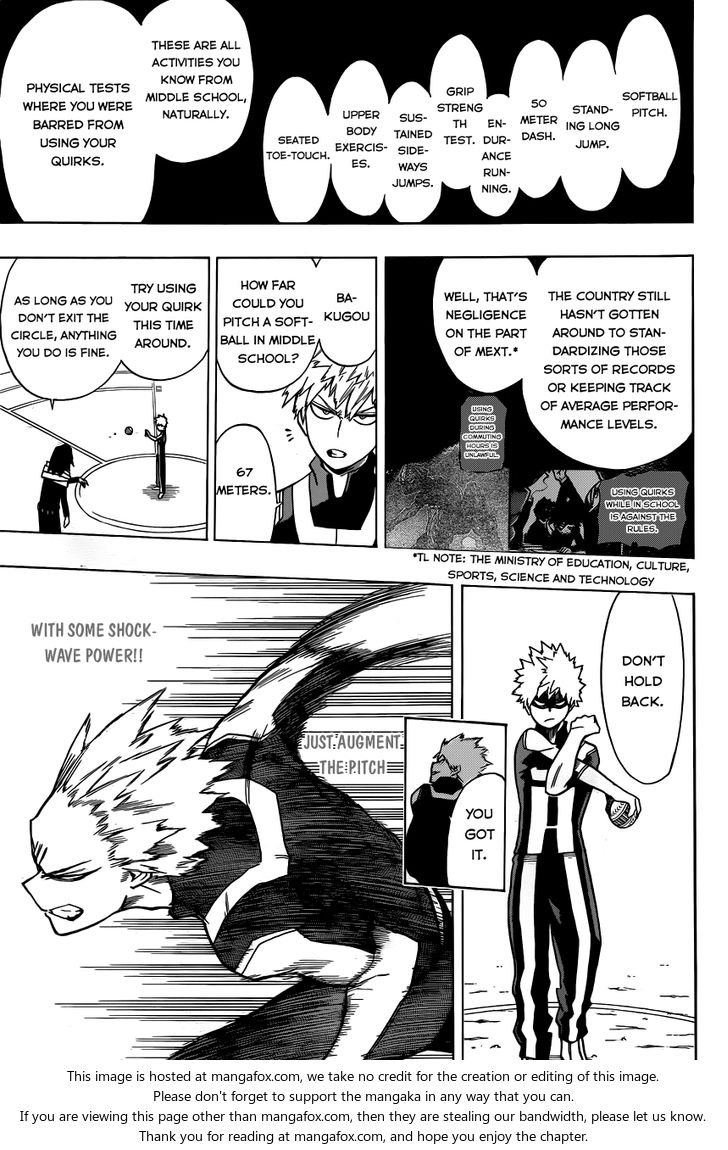 SOFTBALL
PITCH.
STAND-
ING LONG
JUMP.
50
METER
DASH.
EN-
DUR-
ANCE
RUN-
NING.
GRIP
STRENG
TH
TEST.
SUS-
TAINED
SIDE-
WAYS
JUMPS.
UPPER
BODY
EXERCIS-
ES.
SEATED
TOE-TOUCH.
THESE ARE ALL
ACTIVITIES YOU
KNOW FROM
MIDDLE SCHOOL,
NATURALLY.
PHYSICAL TESTS
WHERE YOU WERE
BARRED FROM
USING YOUR
QUIRKS.
THE COUNTRY STILL
HASN'T GOTTEN
AROUND TO STAN-
DARDIZING THOSE
SORTS OF RECORDS
OR KEEPING TRACK
OF AVERAGE PERFOR-
MANCE LEVELS.
WELL, THAT'S
NEGLIGENCE
ON THE PART
OF MEXT.*
USING QUIRKS
WHILE IN SCHOOL
IS AGAINST THE
RULES.
USING
QUIRKS
DURING
COMMUTING
HOURS IS
UNLAWFUL.
*TL NOTE: THE MINISTRY OF EDUCATION, CULTURE,
SPORTS, SCIENCE AND TECHNOLOGY
BA-
KUGOU
HOW FAR
COULD YOU
PITCH A SOFT-
BALL IN MIDDLE
SCHOOL?
67
METERS.
TRY USING
YOUR QUIRK
THIS TIME
AROUND.
AS LONG AS YOU
DON'T EXIT THE
CIRCLE, ANYTHING
YOU DO IS FINE.
DON'T
HOLD
BACK.
YOU
GOT
IT.
JUST AUGMENT
THE PITCH
WITH SOME SHOCK-
WAVE POWER!!
This image is hosted at mangafox.com, we take no credit for the creation or editing of this image.
Please don't forget to support the mangaka in any way that you can.
If you are viewing this page other than mangafox.com, then they are stealing our bandwidth, please let us know.
Thank you for reading at mangafox.com, and hope you enjoy the chapter.